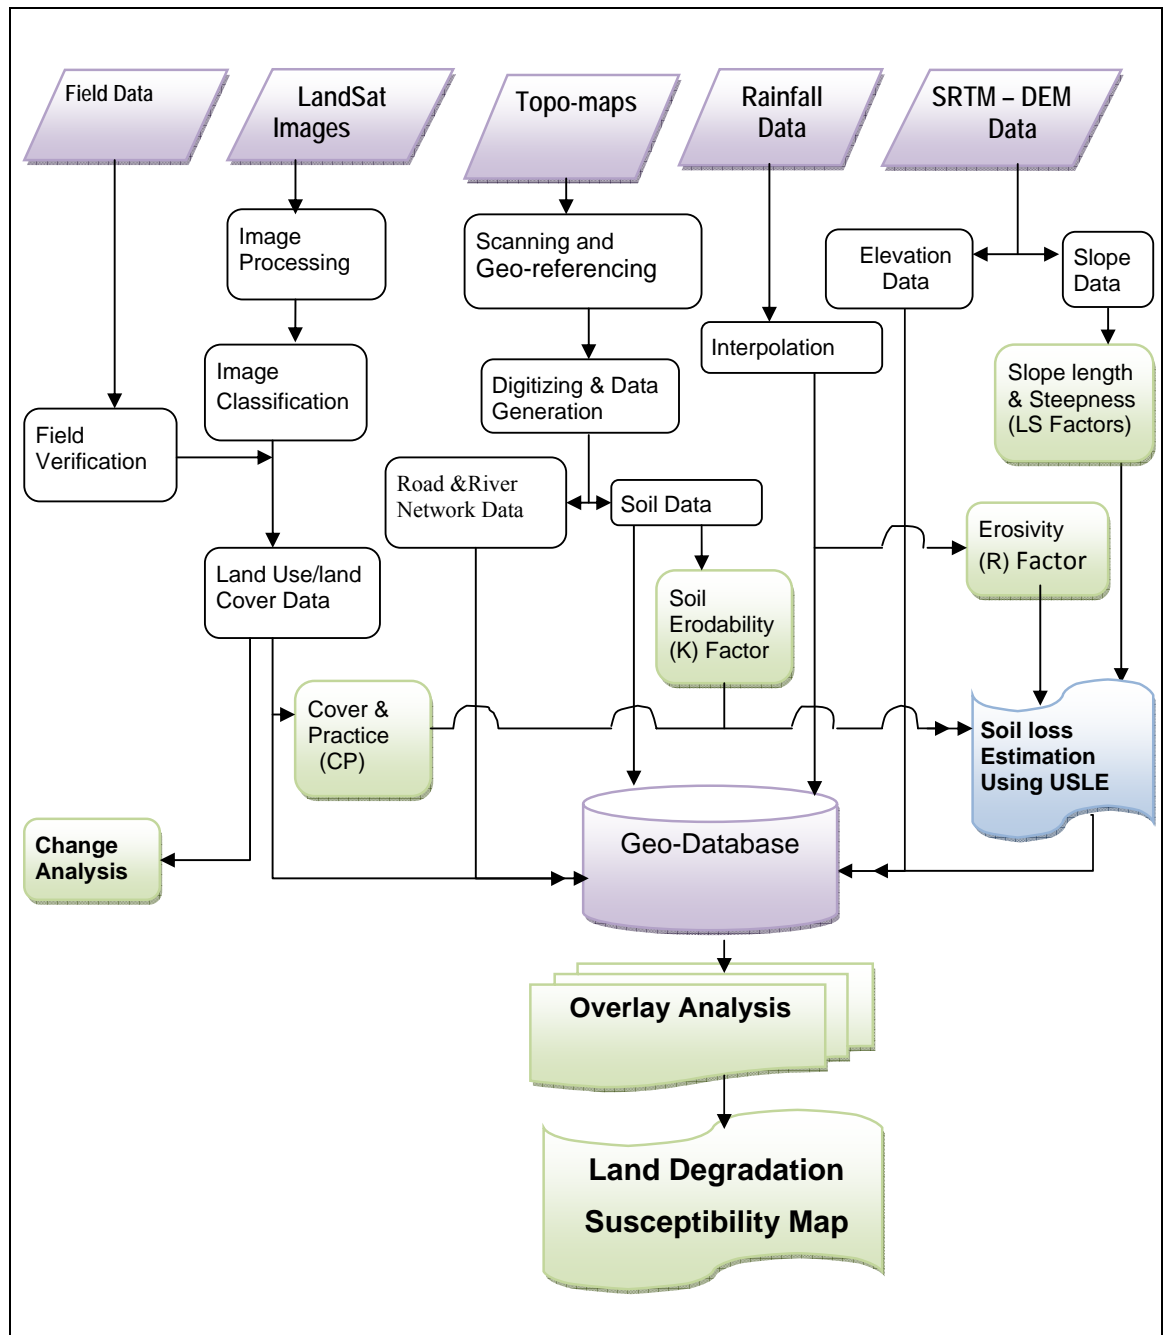 Field Data
LandSat
Images
Topo-maps
Rainfall
Data
SRTM – DEM
Data
Image
Processing
Scanning and
Geo-referencing
Elevation
Data
Slope
Data
Interpolation
Image
Classification
Digitizing & Data
Generation
Slope length
& Steepness
(LS Factors)
Field
Verification
Road &River
Network Data
Soil Data
Erosivity
(R) Factor
Land Use/land
Cover Data
Soil
Erodability
(K) Factor
Cover &
Practice
(CP)
Soil loss
Estimation
Using USLE
Change
Analysis
Geo-Database
Overlay Analysis
Land Degradation
Susceptibility Map